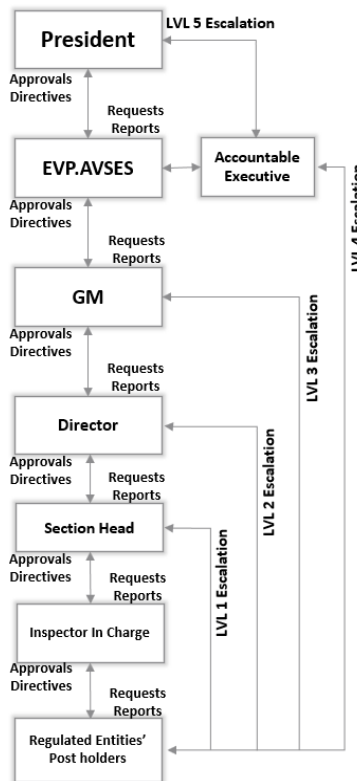 LVL 5 Escalation
President
Approvals
Directives
Requests
Reports
EVP.AVSES
Accountable
Executive
Approvals
Directives
Requests
Reports
LVL 4 Escalation
GM
Approvals
Directives
Requests
Reports
LVL 3 Escalation
Director
Approvals
Directives
Requests
Reports
LVL 2 Escalation
Section Head
Approvals
Directives
Requests
Reports
LVL 1 Escalation
Inspector In Charge
Approvals
Directives
Requests
Reports
Regulated Entities'
Post holders